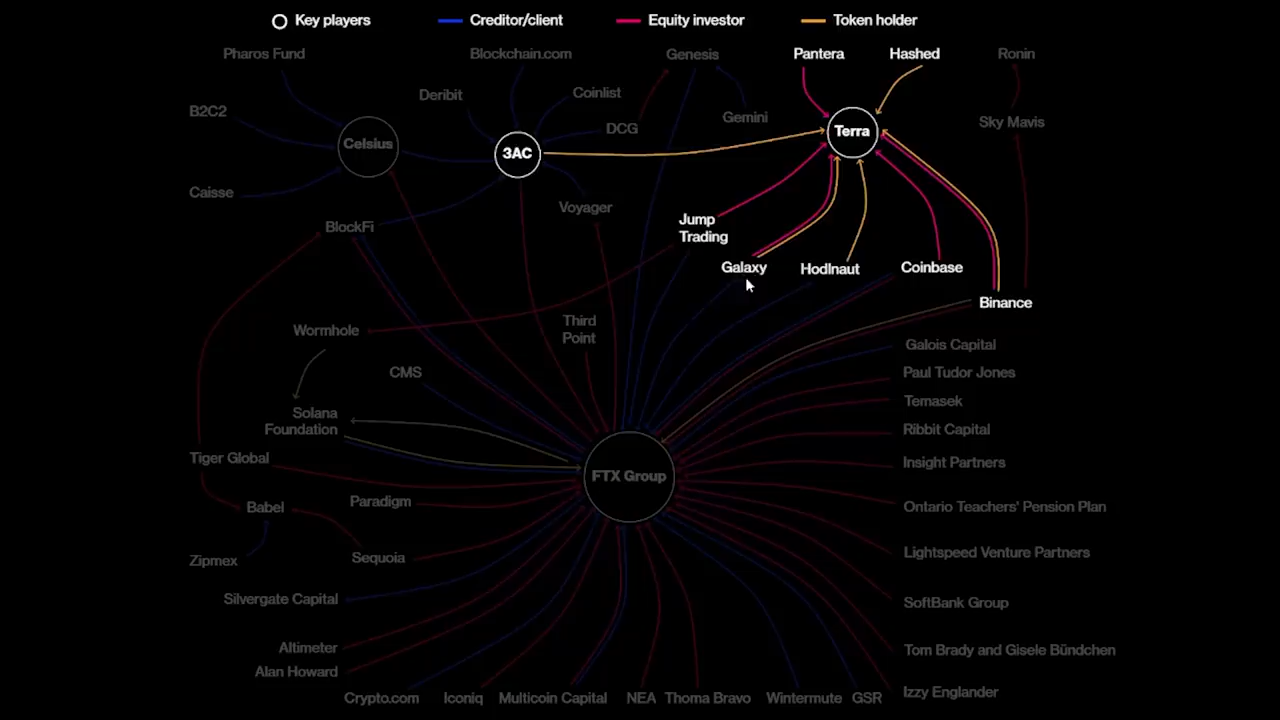 Key players
Creditor/client
Equity investor
Token holder
Pharos Fund
Blockchain.com
Genesis
Pantera
Hashed
Ronin
Deribit
Coinlist
B2C2
DCG
Gemini
Sky Mavis
Celsius
3AC
Terra
Caisse
Voyager
BlockFi
Jump
Trading
Galaxy
Hodlnaut
Coinbase
Binance
Wormhole
Third
Point
Galois Capital
CMS
Paul Tudor Jones
Temasek
Solana
Foundation
Ribbit Capital
Tiger Global
FTX Group
Insight Partners
Babel
Paradigm
Ontario Teachers' Pension Plan
Zipmex
Sequoia
Lightspeed Venture Partners
Silvergate Capital
SoftBank Group
Altimeter
Tom Brady and Gisele Bündchen
Alan Howard
Crypto.com
Iconiq
Multicoin Capital
NEA
Thoma Bravo
Wintermute
GSR
Izzy Englander